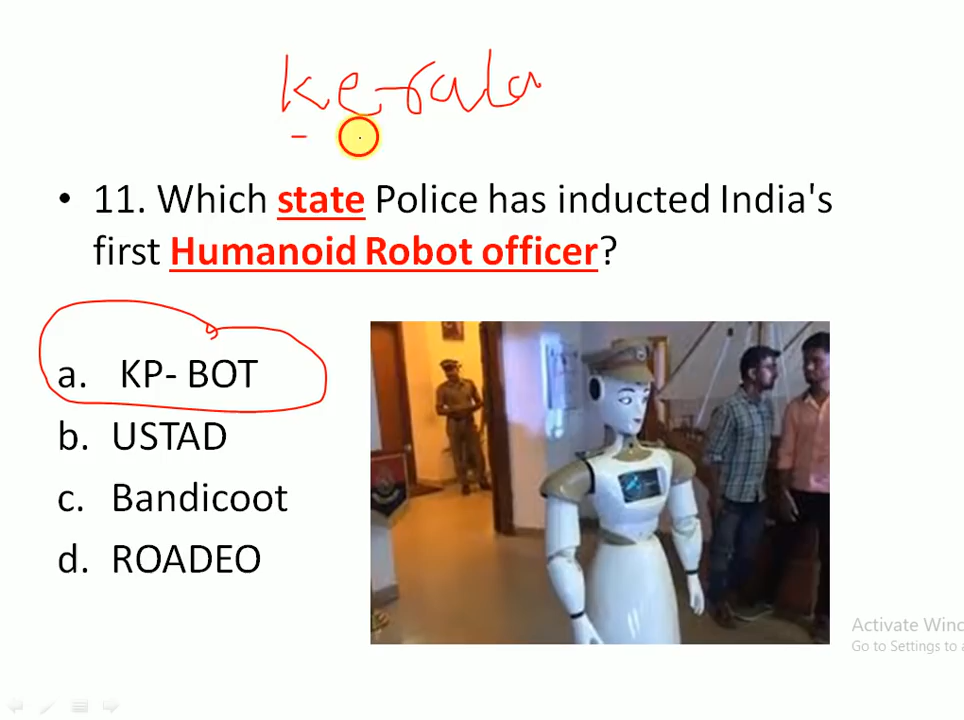 kerala
• 11. Which state Police has inducted India's
first Humanoid Robot officer?
a. KP- BOT
b. USTAD
c. Bandicoot
d. ROADEO
Activate Winc
Go to Settings to a